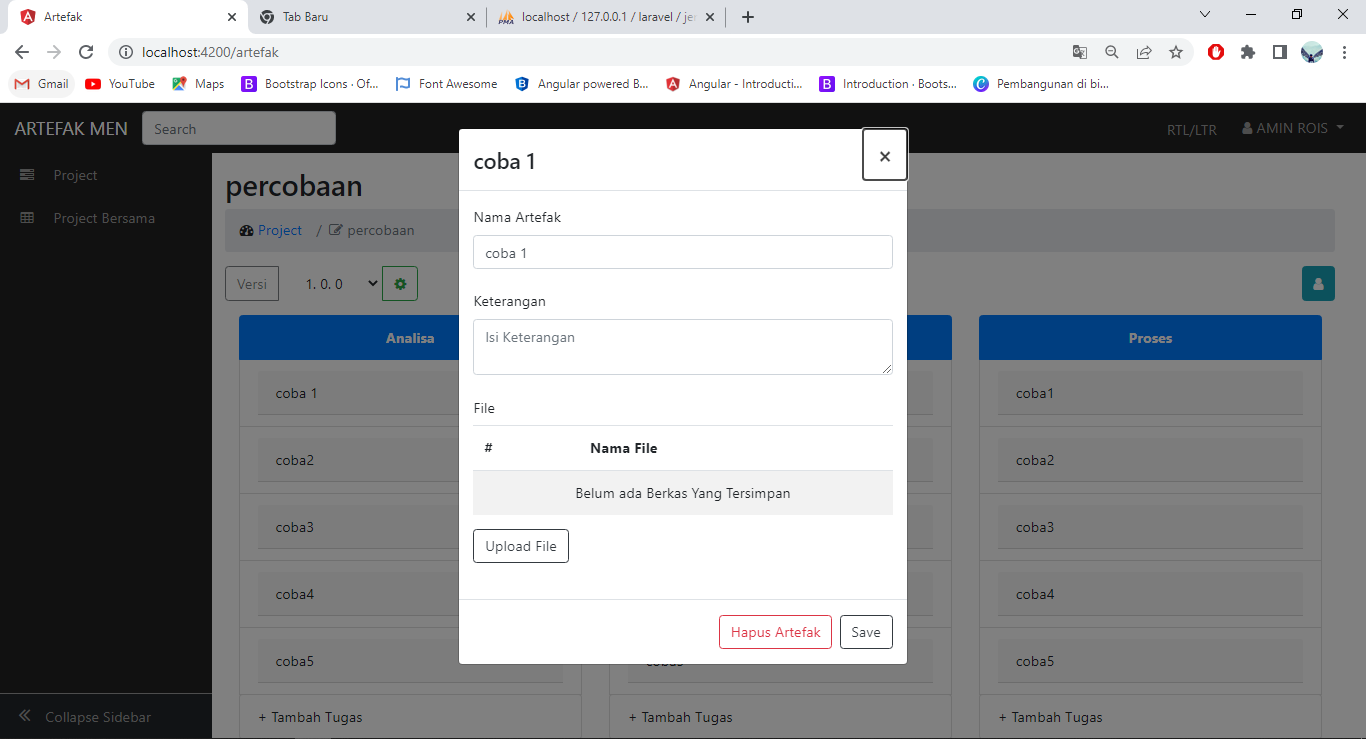 Artefak
Tab Baru
localhost / 127.0.0.1 / laravel / je
localhost:4200/artefak
Gmail
YouTube
Maps
Bootstrap Icons · Of...
Font Awesome
Angular powered B...
Angular - Introducti...
Introduction · Boots...
Pembangunan di bi...
ARTEFAK MEN
Search
RTL/LTR
AMIN ROIS
Project
Project Bersama
Collapse Sidebar
percobaan
Project / percobaan
Versi
1. 0. 0
Analisa
coba 1
coba2
coba3
coba4
coba5
+ Tambah Tugas
+ Tambah Tugas
Proses
coba1
coba2
coba3
coba4
coba5
+ Tambah Tugas
coba 1
×
Nama Artefak
coba 1
Keterangan
Isi Keterangan
File
# Nama File
Belum ada Berkas Yang Tersimpan
Upload File
Hapus Artefak
Save